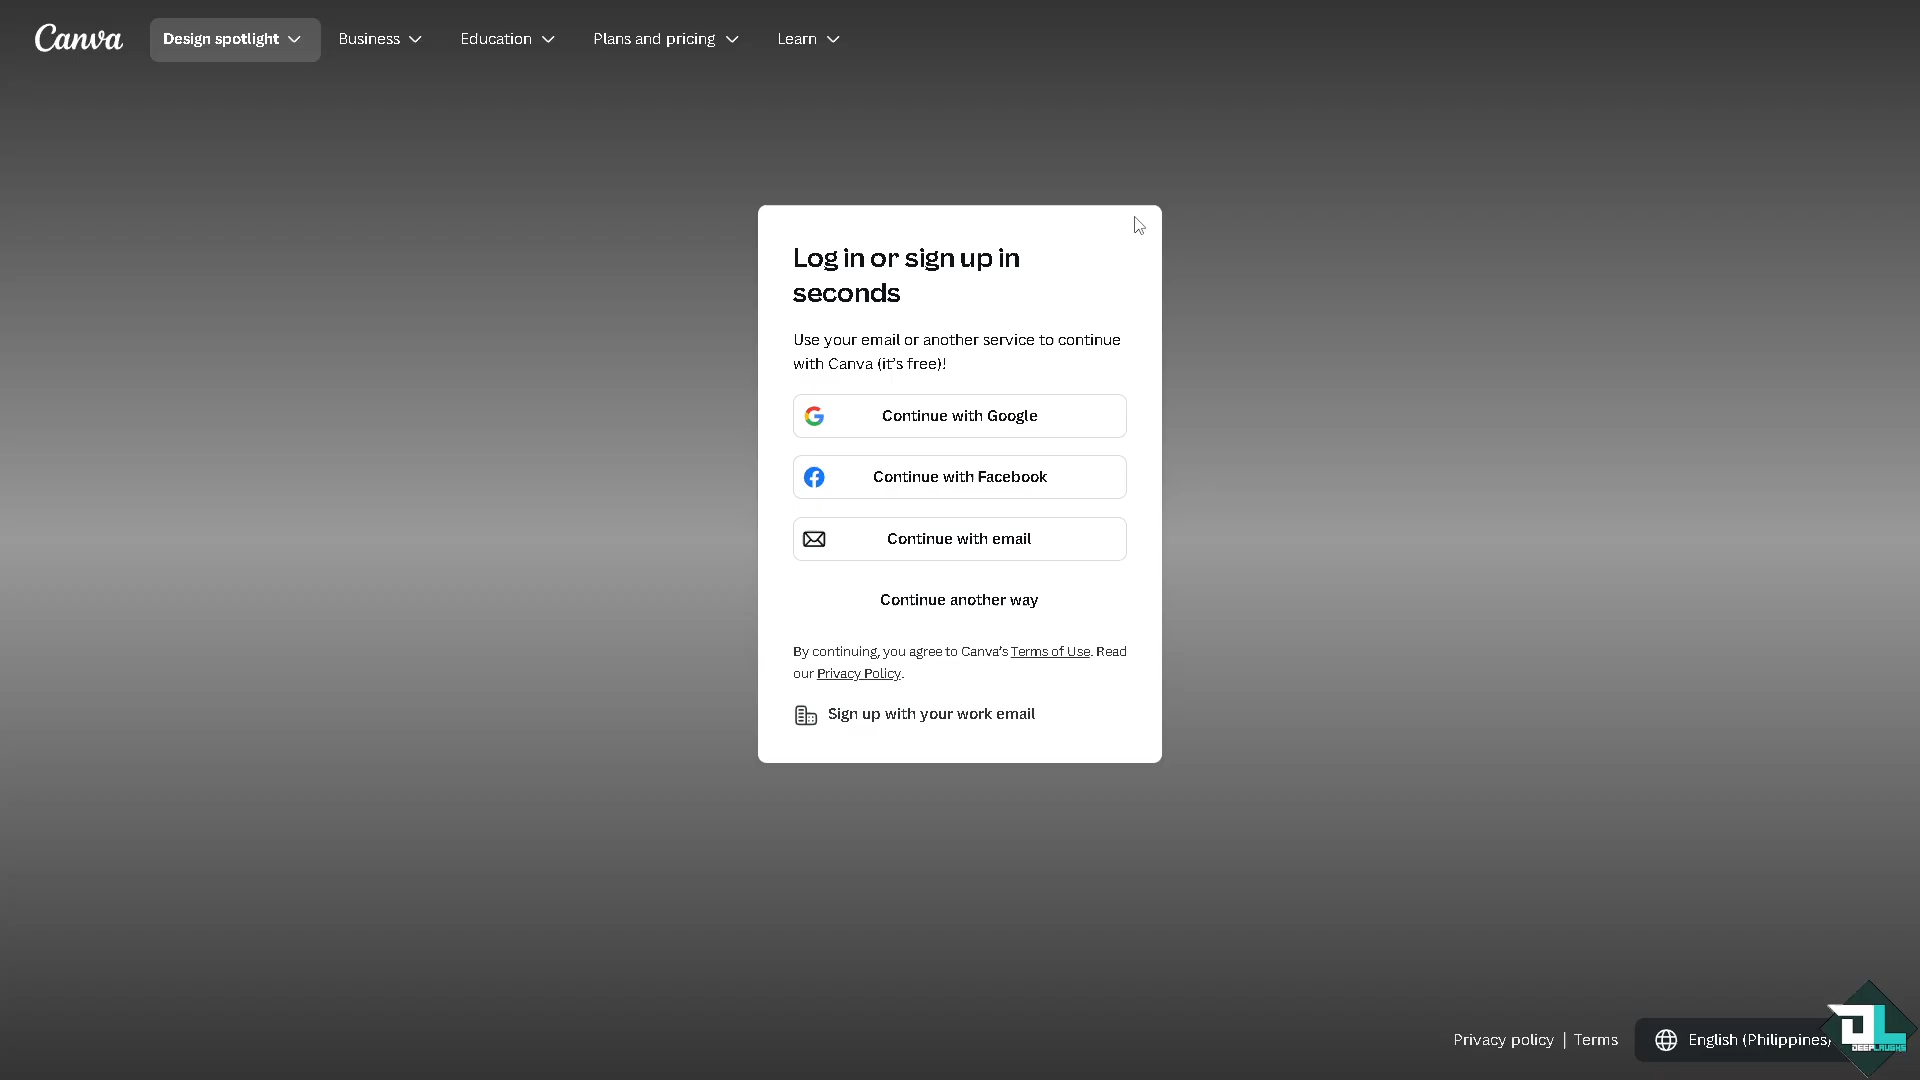 Canva
Design spotlight
Business
Education
Plans and pricing
Learn
Log in or sign up in
seconds
Use your email or another service to continue
with Canva (it's free)!
Continue with Google
Continue with Facebook
Continue with email
Continue another way
By continuing, you agree to Canva's Terms of Use. Read
our Privacy Policy.
Sign up with your work email
Privacy policy | Terms
English (Philippines)
DEEPLAUGHS